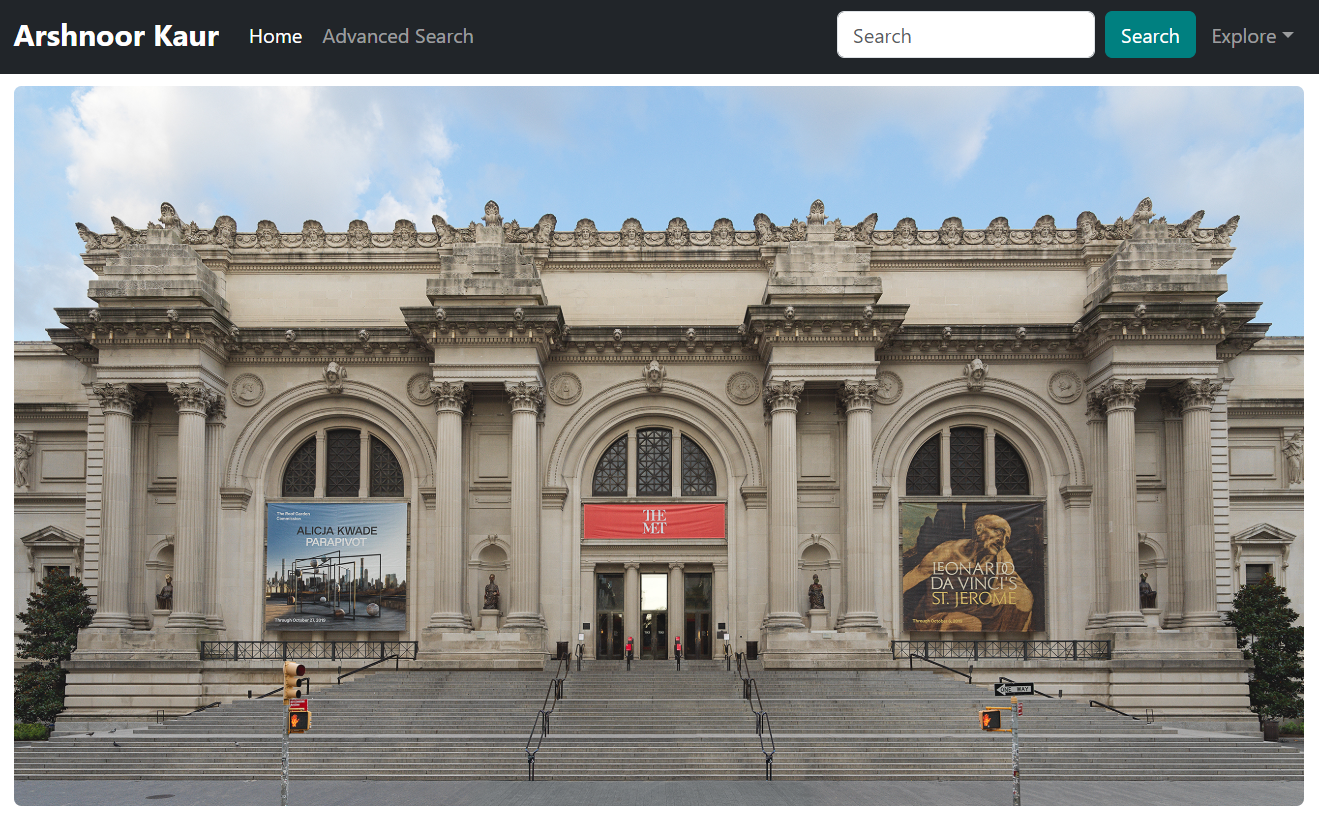 Arshnoor Kaur Home Advanced Search Search Search Explore
The Roof Garden
Commission
ALICJA KWADE
PARAPIVOT
Through October 27, 2019
THE
MET
LEONARDO
DA VINCI'S
ST. JEROME
Through October 6, 2019
ONE WAY